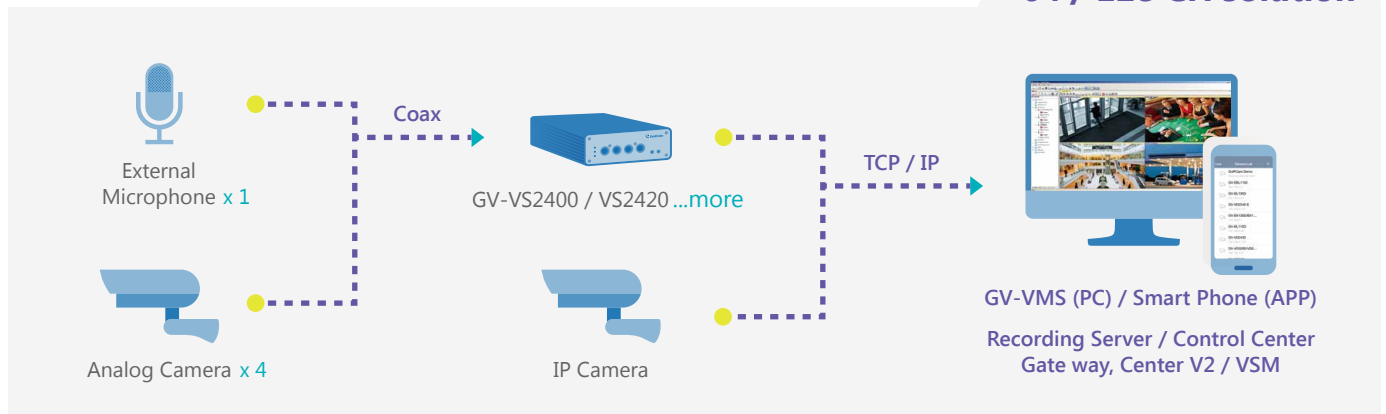 Coax
TCP / IP
External
Microphone x 1
GV-VS2400 / VS2420 ...more
Analog Camera x 4
IP Camera
GV-VMS (PC) / Smart Phone (APP)
Recording Server / Control Center
Gate way, Center V2 / VSM